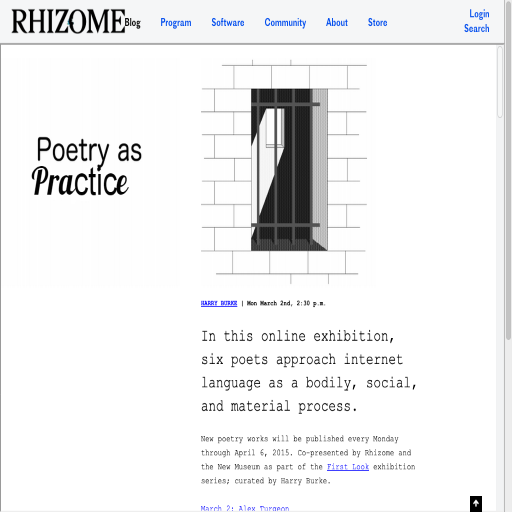 RHIZOME
Blog Program Software Community About Store
Login
Search
Poetry as
Practice
HARRY BURKE | Mon March 2nd, 2:30 p.m.
In this online exhibition,
six poets approach internet
language as a bodily, social,
and material process.
New poetry works will be published every Monday
through April 6, 2015. Co-presented by Rhizome and
the New Museum as part of the First Look exhibition
series; curated by Harry Burke.
March 2: Alex Turgeon